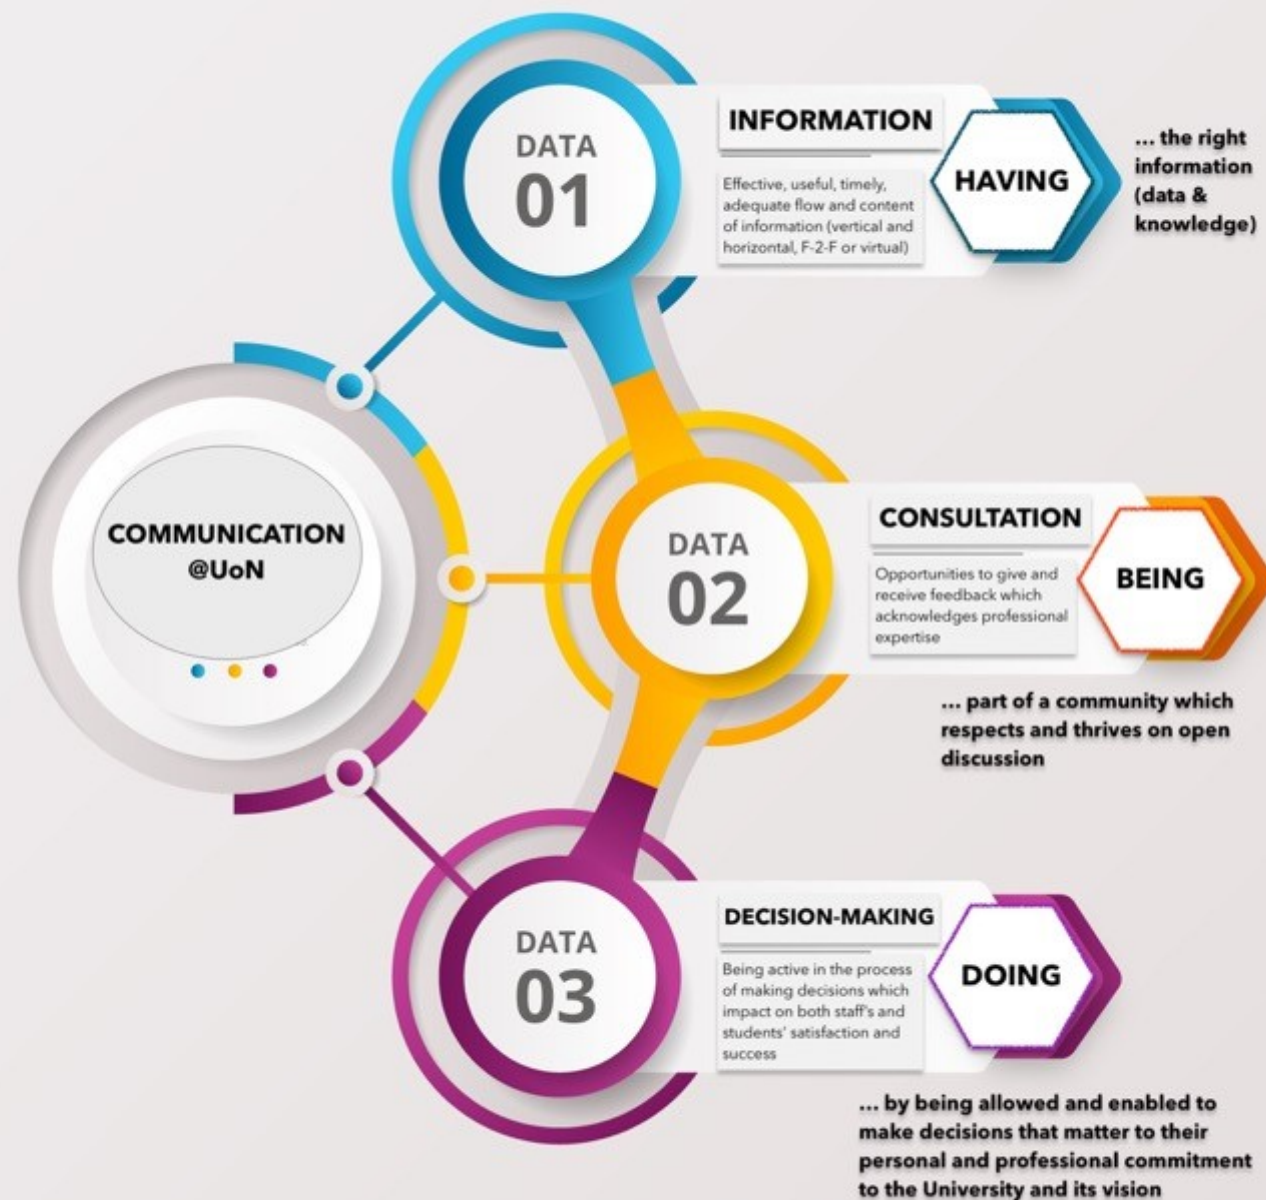 DATA
01
INFORMATION
Effective, useful, timely,
adequate flow and content
of information (vertical and
horizontal, F-2-F or virtual)
HAVING
... the right
information
(data &
knowledge)
COMMUNICATION
@UoN
DATA
02
CONSULTATION
Opportunities to give and
receive feedback which
acknowledges professional
expertise
BEING
... part of a community which
respects and thrives on open
discussion
DATA
03
DECISION-MAKING
Being active in the process
of making decisions which
impact on both staff's and
students' satisfaction and
success
DOING
... by being allowed and enabled to
make decisions that matter to their
personal and professional commitment
to the University and its vision